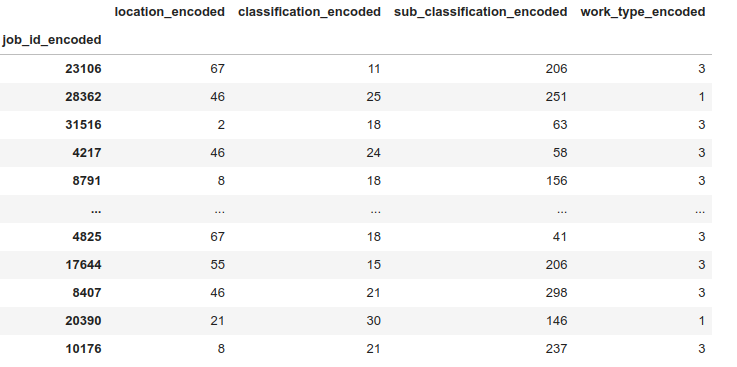 location_encoded classification_encoded sub_classification_encoded work_type_encoded
job_id_encoded
23106 67 11 206 3
28362 46 25 251 1
31516 2 18 63 3
4217 46 24 58 3
8791 8 18 156 3
... ... ... ... ...
4825 67 18 41 3
17644 55 15 206 3
8407 46 21 298 3
20390 21 30 146 1
10176 8 21 237 3